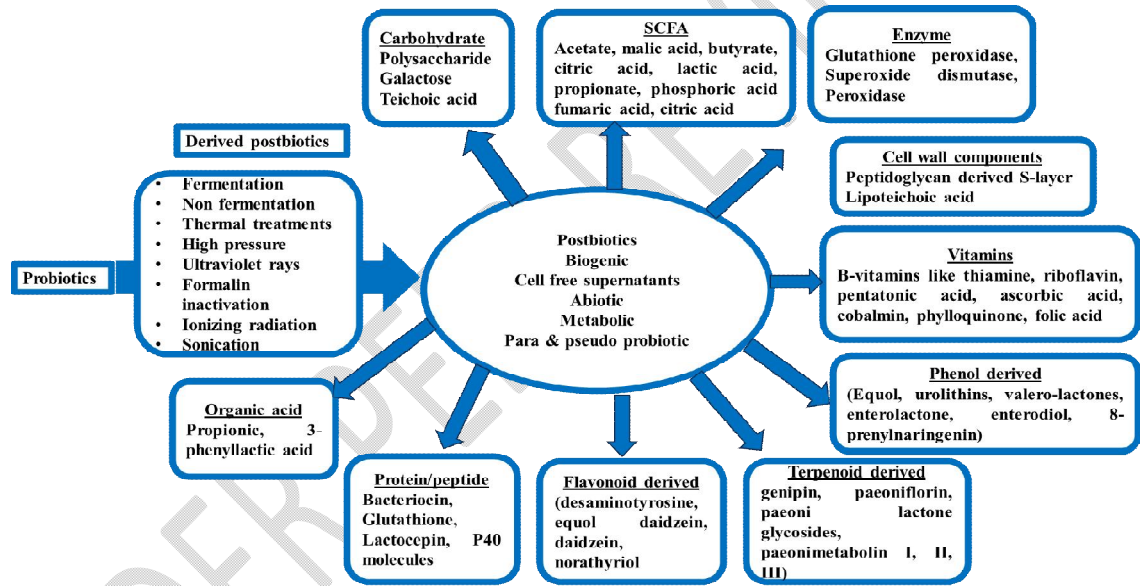 Carbohydrate
Polysaccharide
Galactose
Teichoic acid
SCFA
Acetate, malic acid, butyrate,
citric acid, lactic acid,
propionate, phosphoric acid
fumaric acid, citric acid
Enzyme
Glutathione peroxidase,
Superoxide dismutase,
Peroxidase
Derived postbiotics
• Fermentation
• Non fermentation
• Thermal treatments
• High pressure
• Ultraviolet rays
• Formalin
inactivation
• Ionizing radiation
• Sonication
Probiotics
Postbiotics
Biogenic
Cell free supernatants
Abiotic
Metabolic
Para & pseudo probiotic
Cell wall components
Peptidoglycan derived S-layer
Lipoteichoic acid
Vitamins
B-vitamins like thiamine, riboflavin,
pentatonic acid, ascorbic acid,
cobalmin, phylloquinone, folic acid
Phenol derived
(Equol, urolithins, valero-lactones,
enterolactone, enterodiol, 8-
prenylnaringenin)
Organic acid
Propionic, 3-
phenyllactic acid
Protein/peptide
Bacteriocin,
Glutathione,
Lactocepin, P40
molecules
Flavonoid derived
(desaminotyrosine,
equol daidzein,
daidzein,
norathyriol
Terpenoid derived
genipin, paeoniflorin,
paeoni lactone
glycosides,
paeonimetabolin I, II,
III)